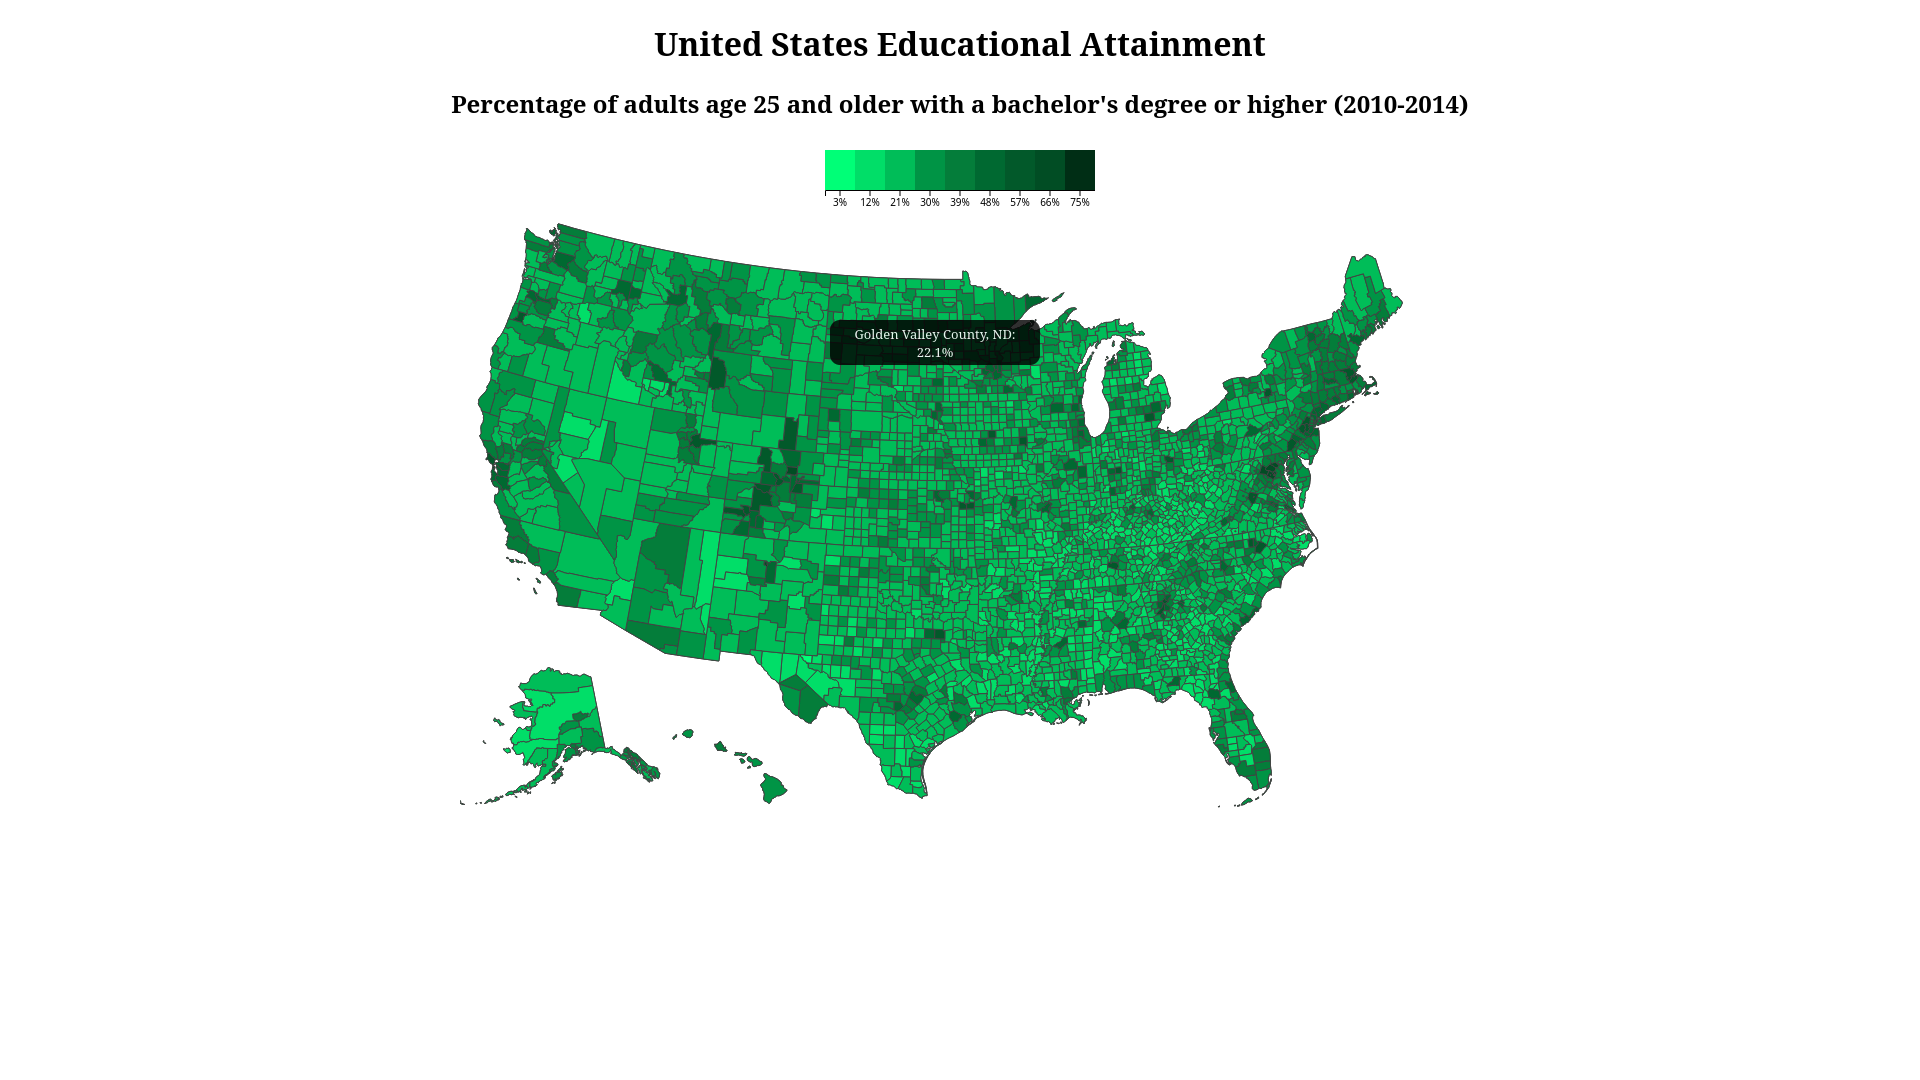 United States Educational Attainment
Percentage of adults age 25 and older with a bachelor's degree or higher (2010-2014)
3% 12% 21% 30% 39% 48% 57% 66% 75%
Golden Valley County, ND:
22.1%